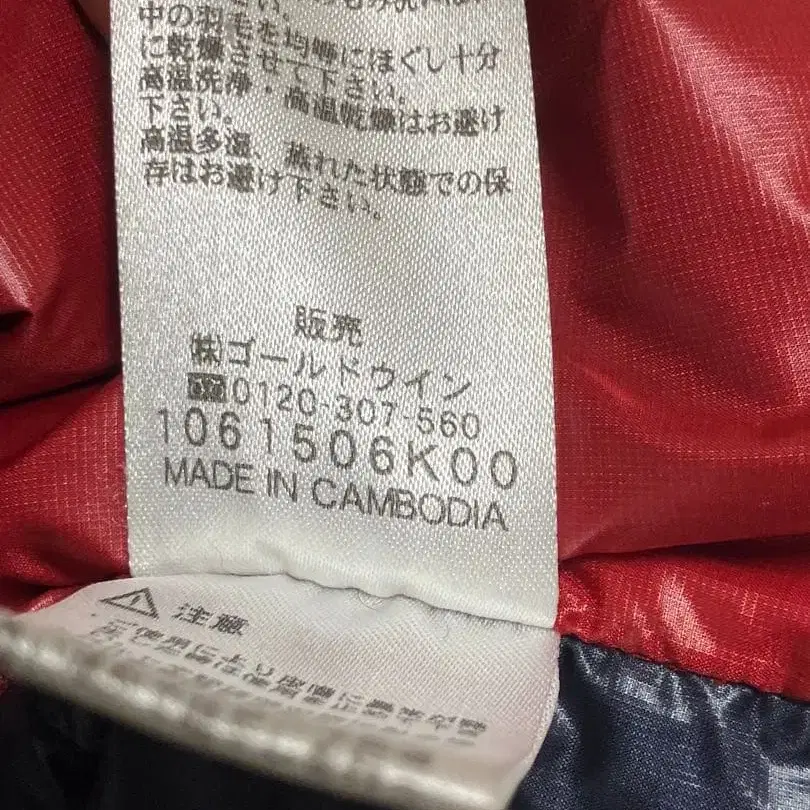 中の羽毛を均等にほぐし十分
に乾燥させて下さい。
高温洗浄・高温乾燥はお避け
下さい。
高温多湿、蒸れた状態での保
存はお避け下さい。
販売
㈱ゴールドウイン
0120-307-560
1061506K00
MADE IN CAMBODIA
注意